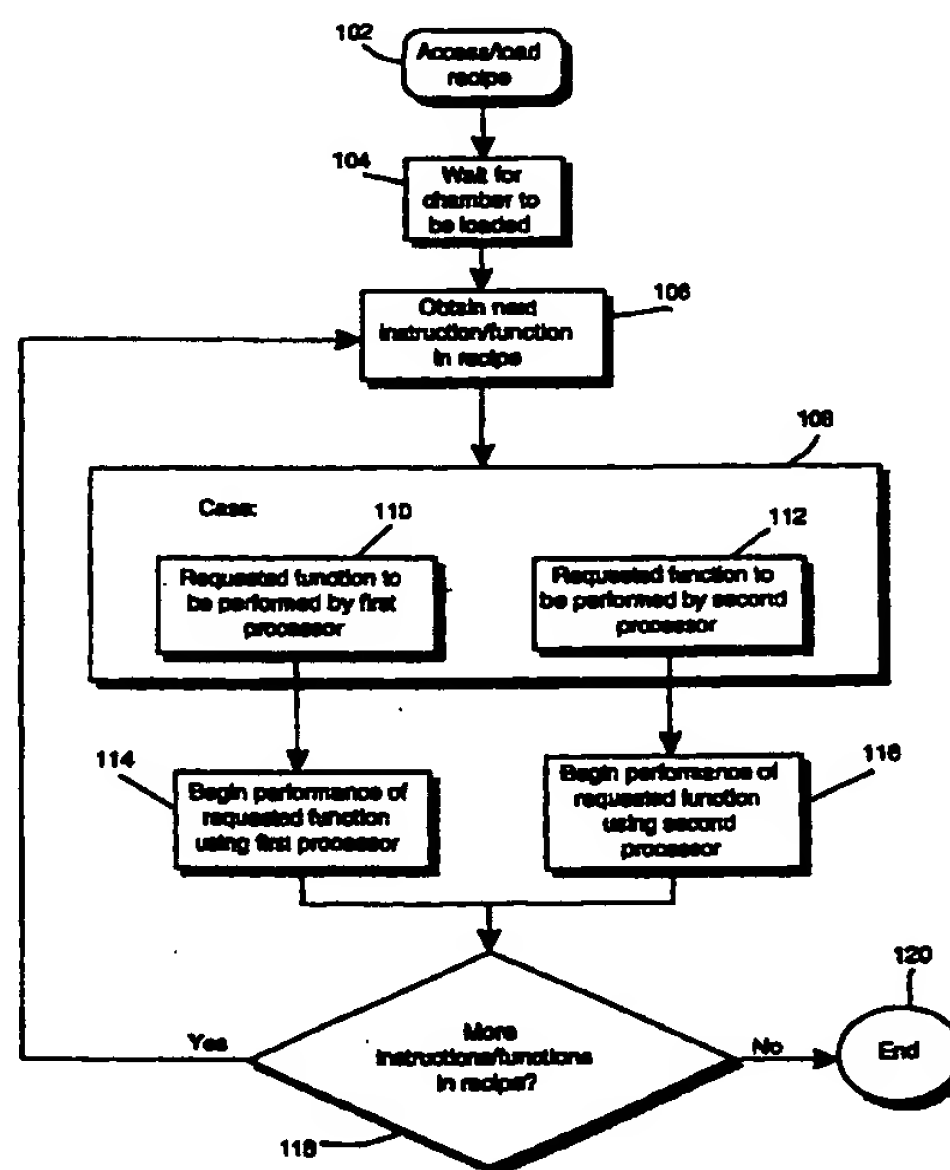 102
Access/load
recipe
104
Wait for
chamber to
be loaded
106
Obtain next
instruction/function
in recipe
108
Case:
110
Requested function to
be performed by first
processor
112
Requested function to
be performed by second
processor
114
Begin performance of
requested function
using first processor
116
Begin performance of
requested function
using second
processor
More
instructions/functions
in recipe?
Yes
No
118
120
End